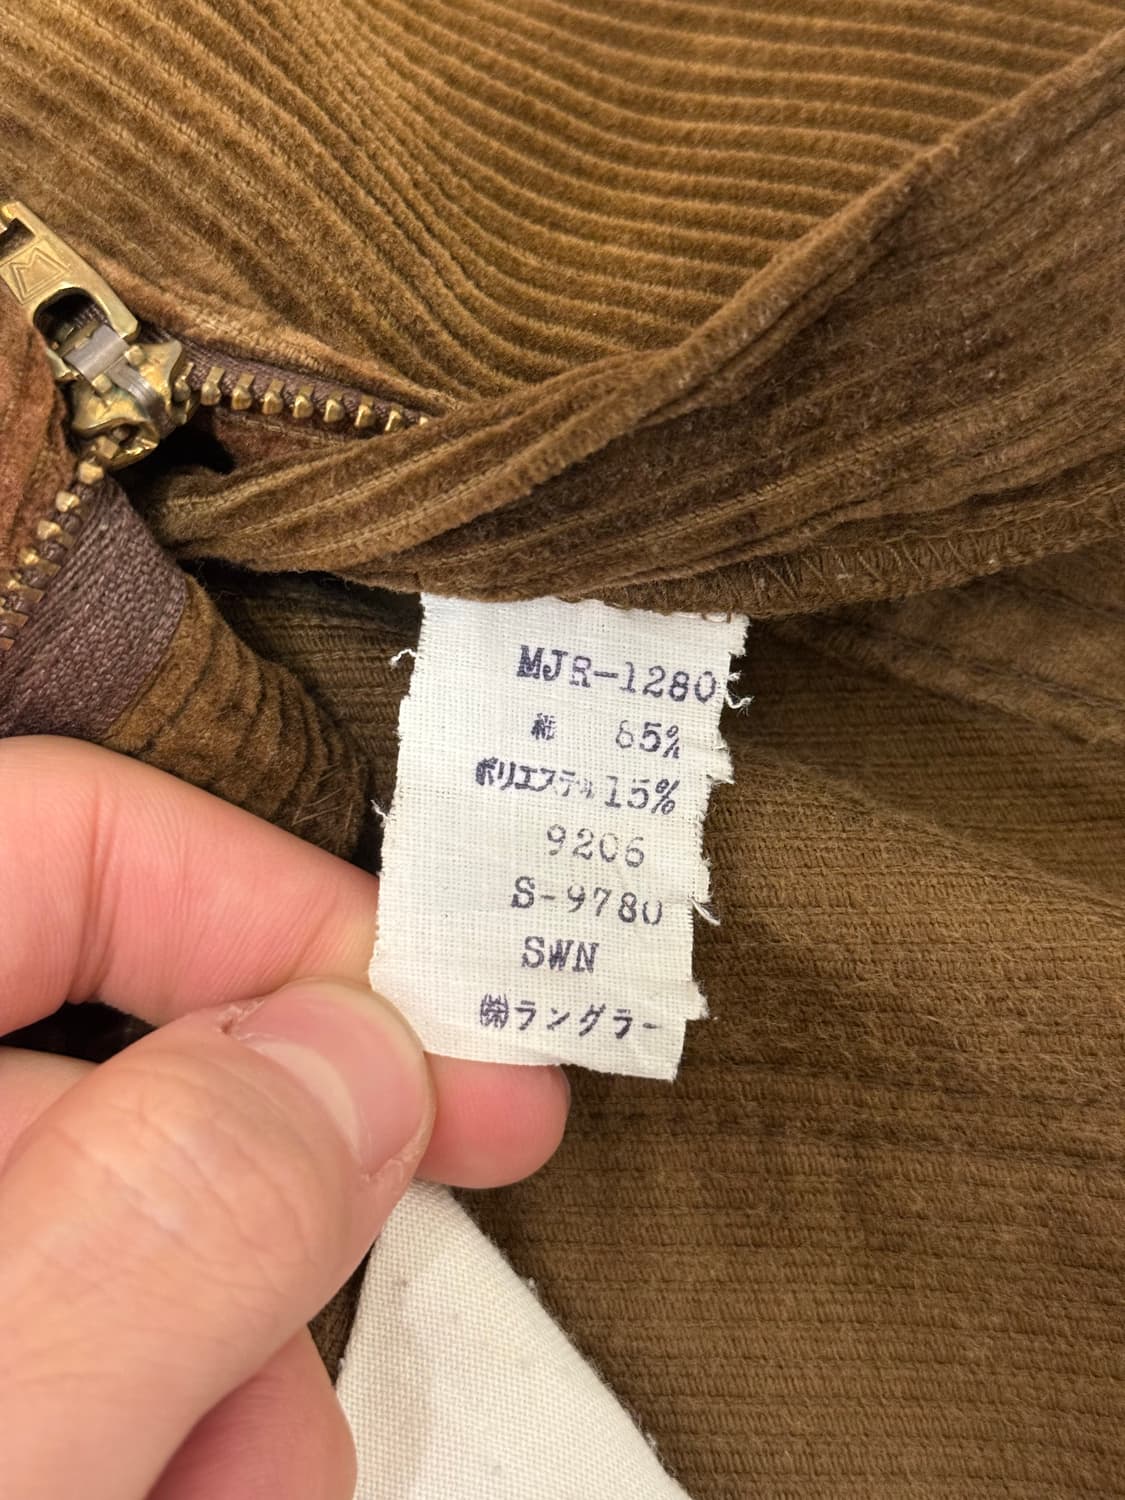 M
MJR-1280
綿 85%
ポリエステル 15%
9206
S-9780
SWN
㈱ラングラー